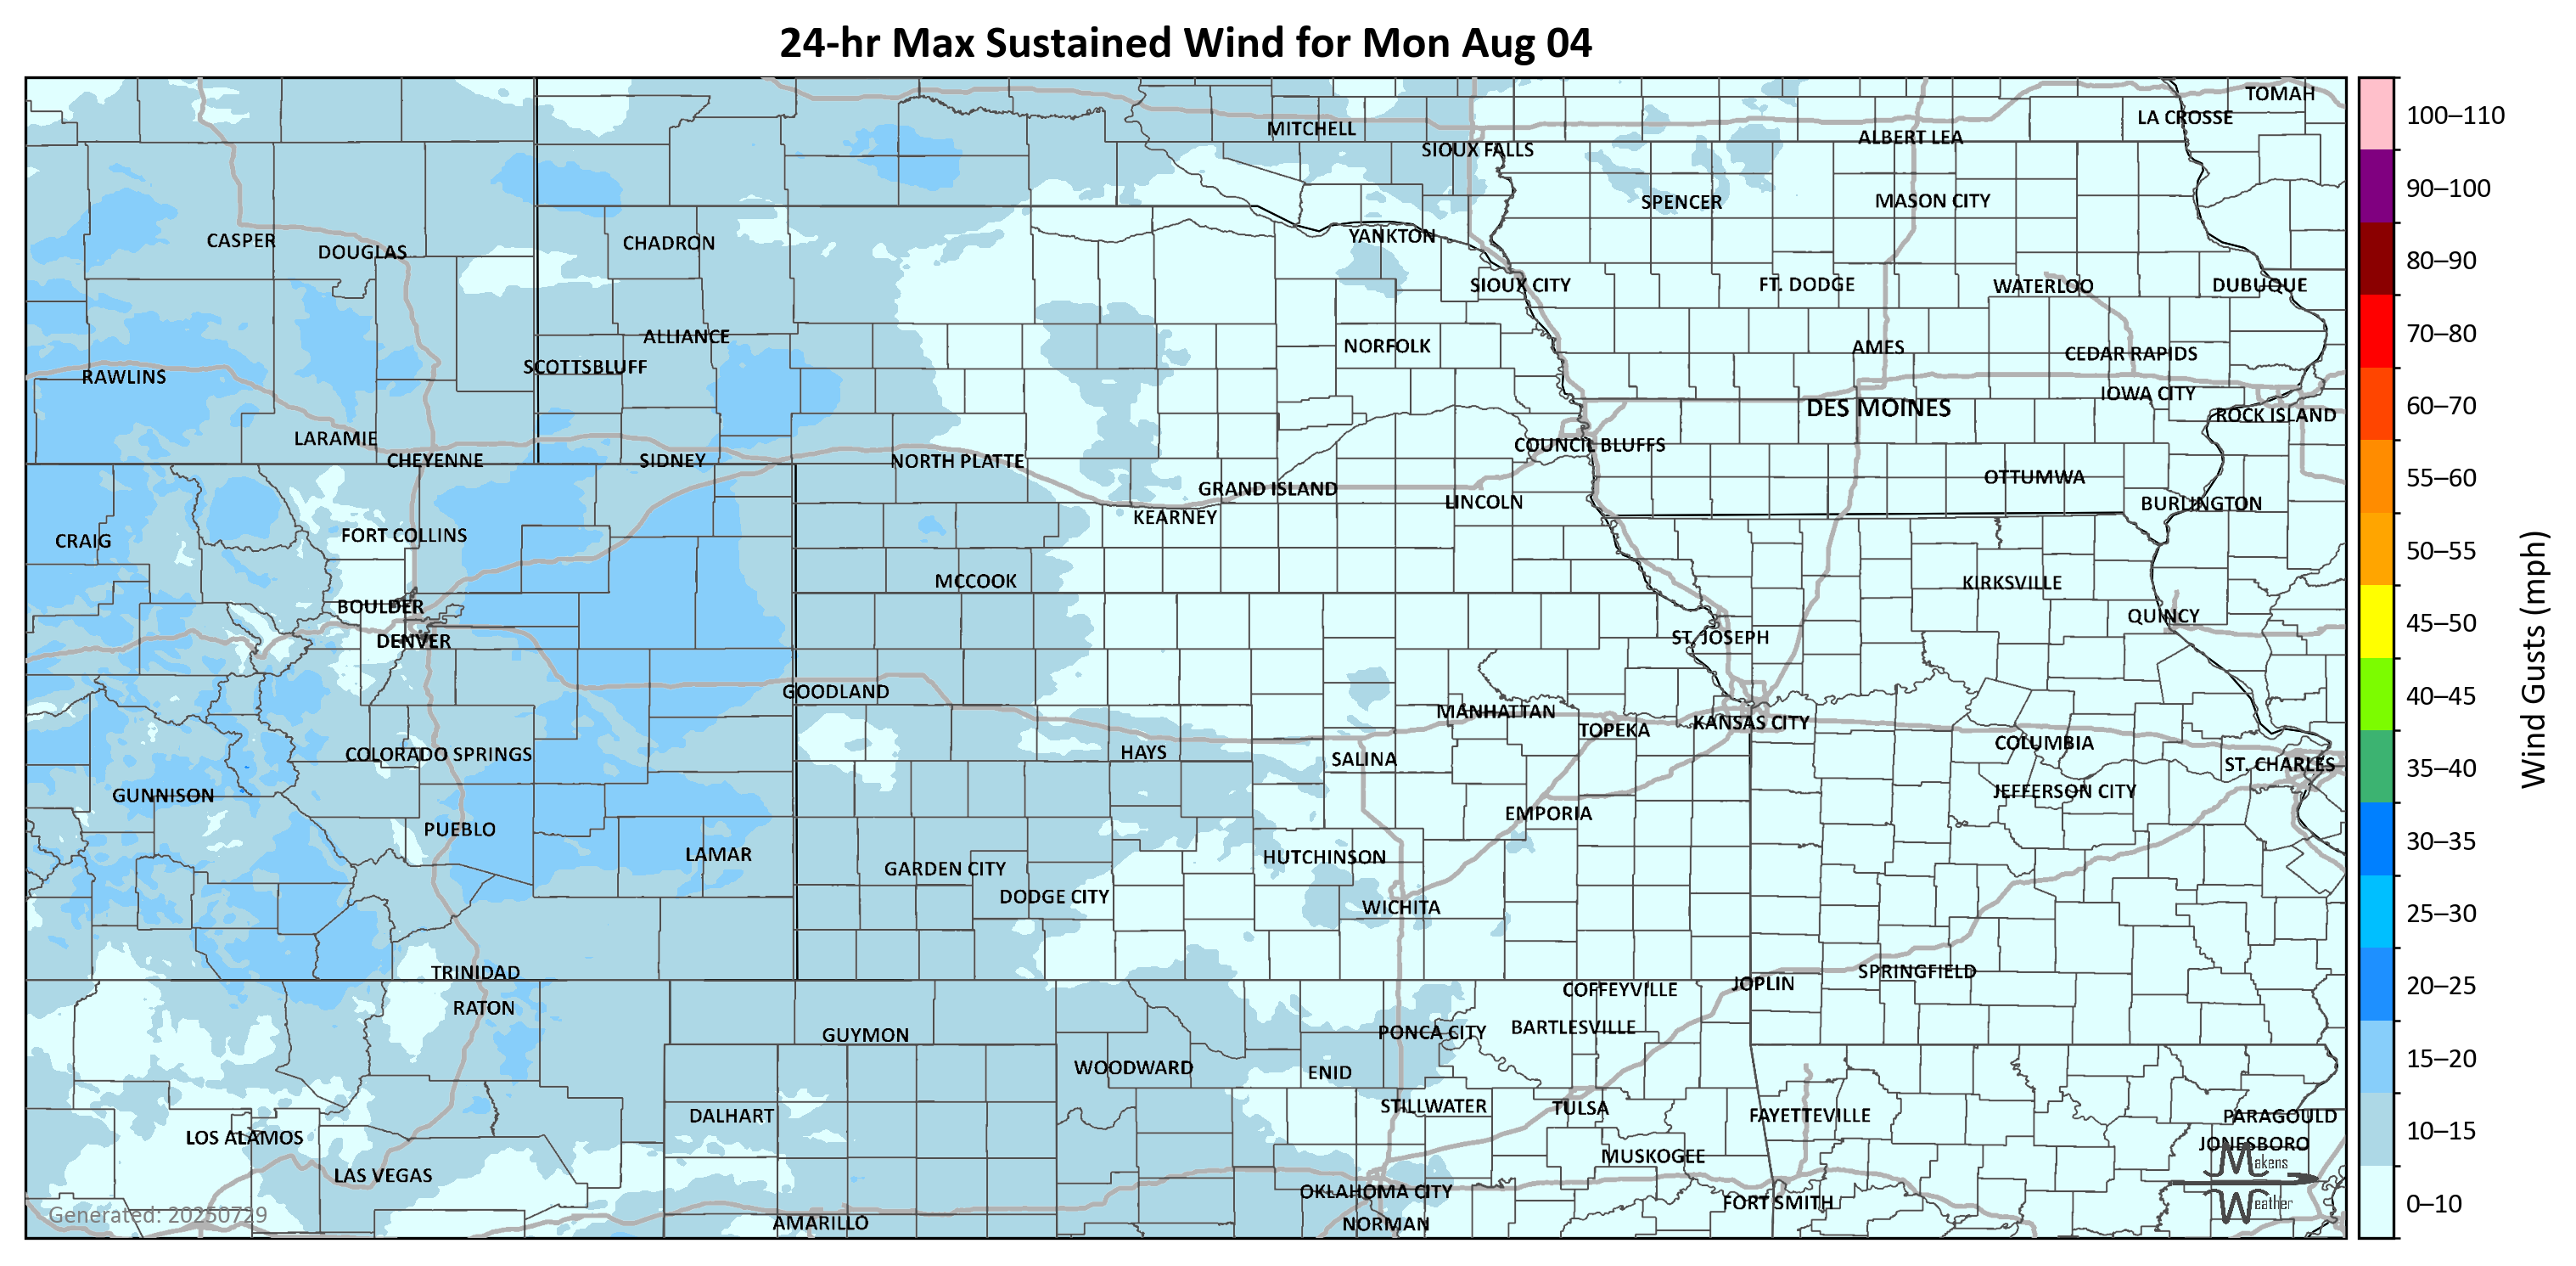 24-hr Max Sustained Wind for Mon Aug 04
TOMAH
LA CROSSE
MITCHELL
ALBERT LEA
SIOUX FALLS
SPENCER
MASON CITY
CASPER
DOUGLAS
CHADRON
YANKTON
SIOUX CITY
FT. DODGE
WATERLOO
DUBUQUE
ALLIANCE
NORFOLK
AMES
CEDAR RAPIDS
SCOTTSBLUFF
RAWLINS
IOWA CITY
DES MOINES
ROCK ISLAND
LARAMIE
COUNCIL BLUFFS
CHEYENNE
SIDNEY
NORTH PLATTE
OTTUMWA
GRAND ISLAND
LINCOLN
BURLINGTON
KEARNEY
FORT COLLINS
CRAIG
MCCOOK
KIRKSVILLE
BOULDER
QUINCY
DENVER
ST. JOSEPH
GOODLAND
MANHATTAN
KANSAS CITY
TOPEKA
COLUMBIA
COLORADO SPRINGS
HAYS
SALINA
ST. CHARLES
GUNNISON
JEFFERSON CITY
EMPORIA
PUEBLO
LAMAR
HUTCHINSON
GARDEN CITY
DODGE CITY
WICHITA
TRINIDAD
SPRINGFIELD
JOPLIN
COFFEYVILLE
RATON
BARTLESVILLE
PONCA CITY
GUYMON
WOODWARD
ENID
STILLWATER
TULSA
DALHART
FAYETTEVILLE
PARAGOULD
LOS ALAMOS
JONESBORO
MUSKOGEE
LAS VEGAS
OKLAHOMA CITY
FORT SMITH
AMARILLO
NORMAN
Generated: 20250729
Makens
Weather
100–110
90–100
80–90
70–80
60–70
55–60
50–55
45–50
40–45
35–40
30–35
25–30
20–25
15–20
10–15
0–10
Wind Gusts (mph)